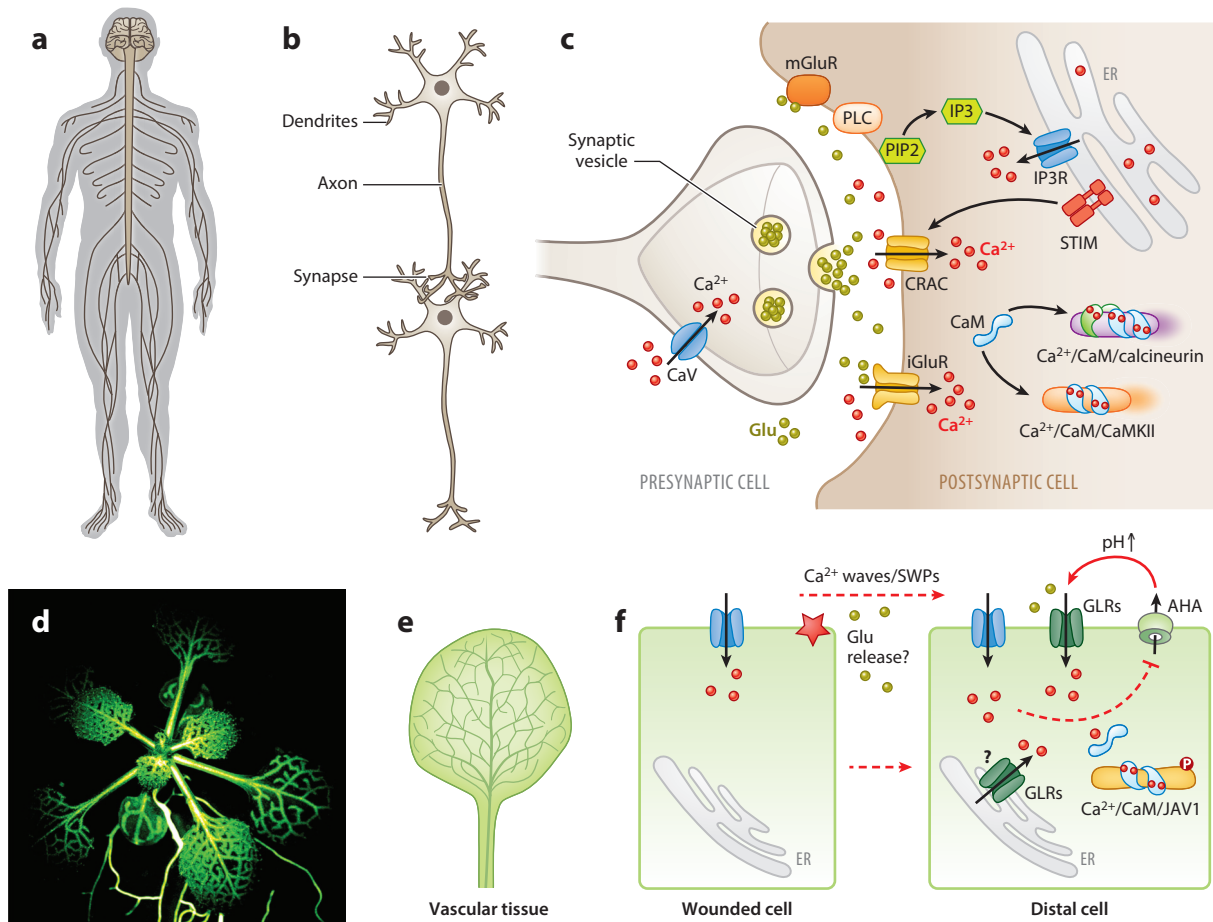 a
b
Dendrites
Axon
Synapse
c
mGluR
PLC
PIP2
IP3
IP3R
ER
STIM
Synaptic
vesicle
Ca²⁺
CaV
CRAC
Ca²⁺
CaM
Ca²⁺/CaM/calcineurin
iGluR
Ca²⁺
Ca²⁺/CaM/CaMKII
Glu
PRESYNAPTIC CELL
POSTSYNAPTIC CELL
d
e
Vascular tissue
f
Ca²⁺ waves/SWPs
Glu
release?
pH↑
GLRs
AHA
?
GLRs
P
Ca²⁺/CaM/JAV1
ER
ER
Wounded cell
Distal cell